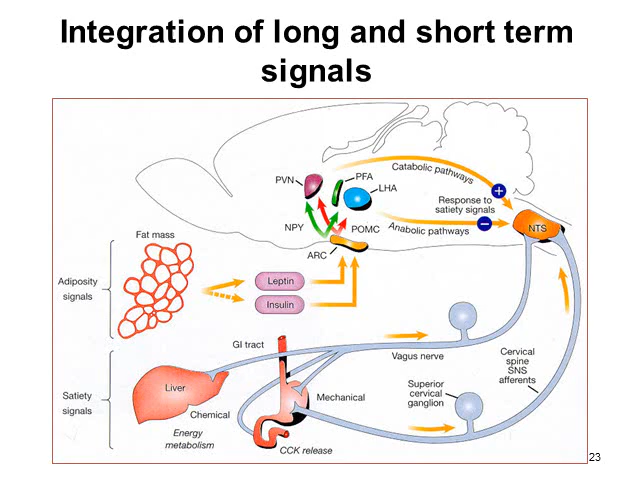 Integration of long and short term
signals
PVN
PFA
LHA
Catabolic pathways
+
Response to
satiety signals
NPY
POMC
Anabolic pathways
−
NTS
ARC
Fat mass
Adiposity
signals
Leptin
Insulin
GI tract
Vagus nerve
Cervical
spine
SNS
afferents
Satiety
signals
Liver
Mechanical
Superior
cervical
ganglion
Chemical
Energy
metabolism
CCK release
23